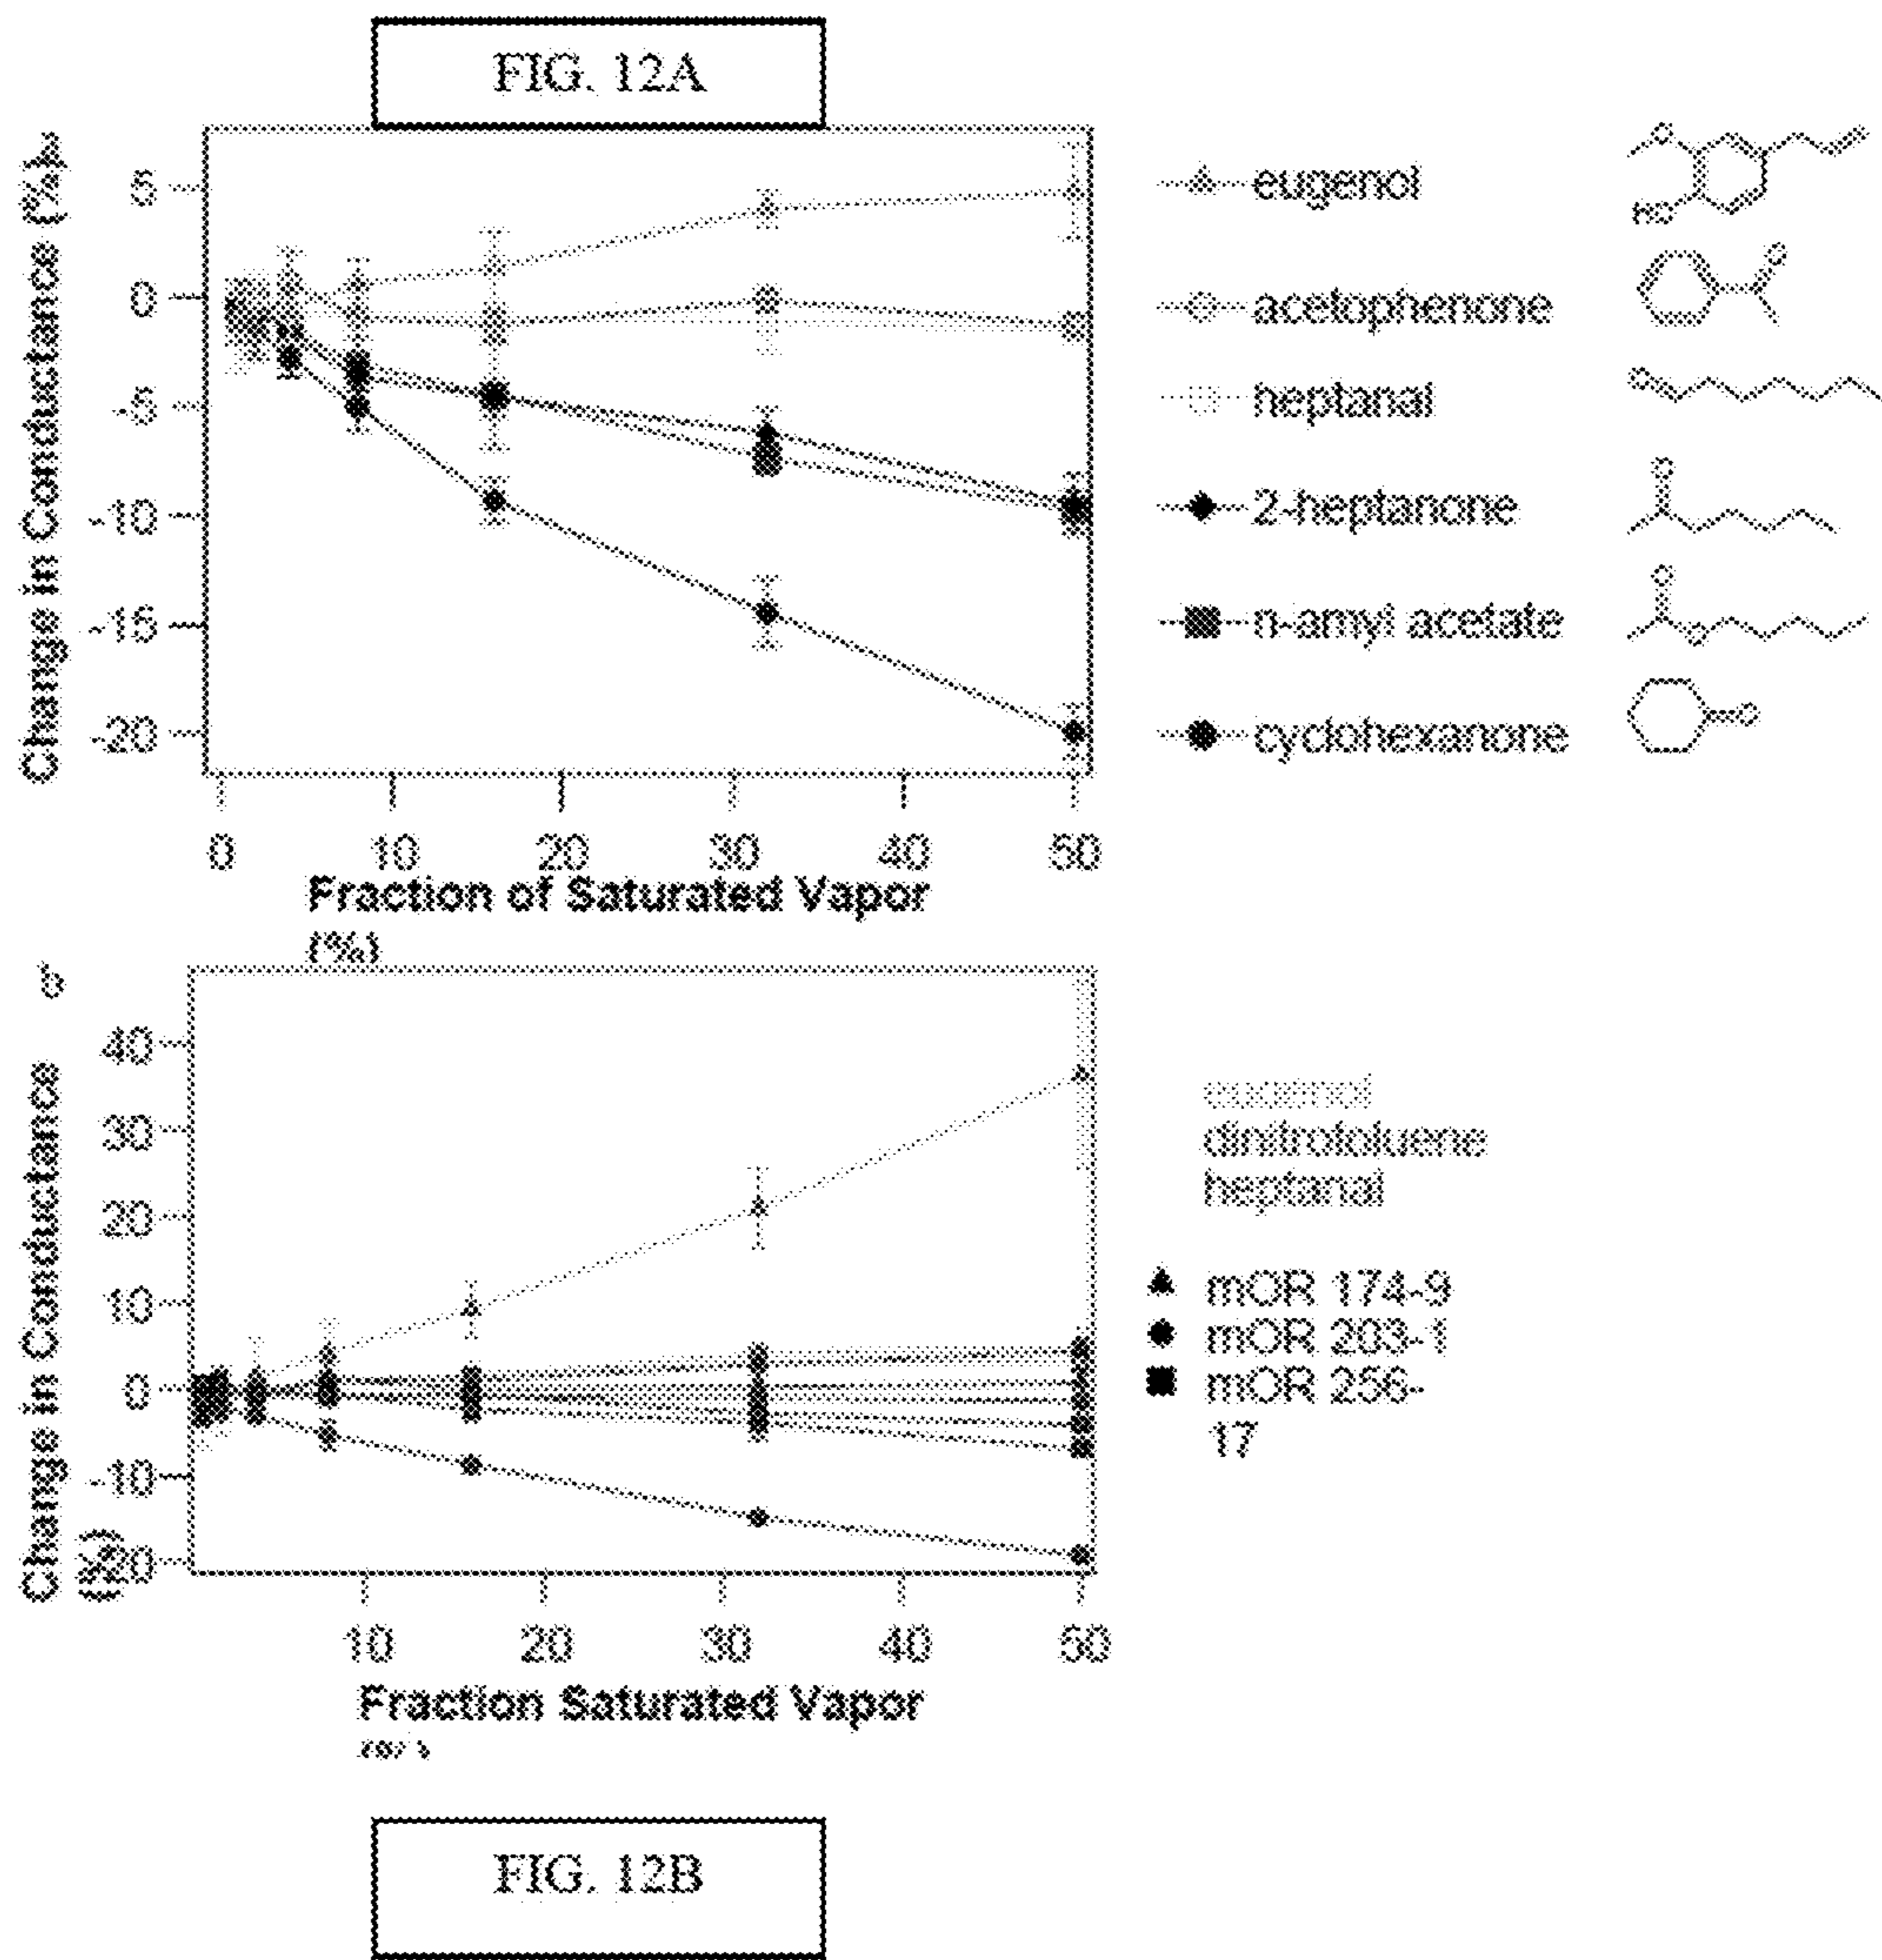 FIG. 12A
Change in Conductance (%)
5
0
-5
-10
-15
-20
0 10 20 30 40 50
Fraction of Saturated Vapor
(%)
eugenol
acetophenone
heptanal
2-heptanone
n-amyl acetate
cyclohexanone
O
HO
O
O
O
O
O
O
b
Change in Conductance
(%)
40
30
20
10
0
-10
-20
10 20 30 40 50
Fraction Saturated Vapor
(%)
eugenol
dinitrotoluene
heptanal
mOR 174-9
mOR 203-1
mOR 256-
17
FIG. 12B